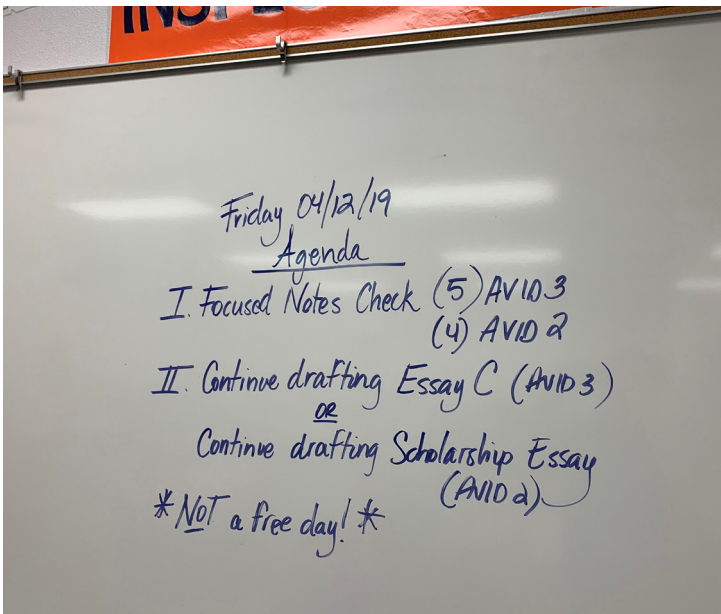 Friday 04/12/19
Agenda
I. Focused Notes Check (5) AVID 3
(4) AVID 2
II. Continue drafting Essay C (AVID 3)
OR
Continue drafting Scholarship Essay
(AVID 2)
*NOT a free day!*